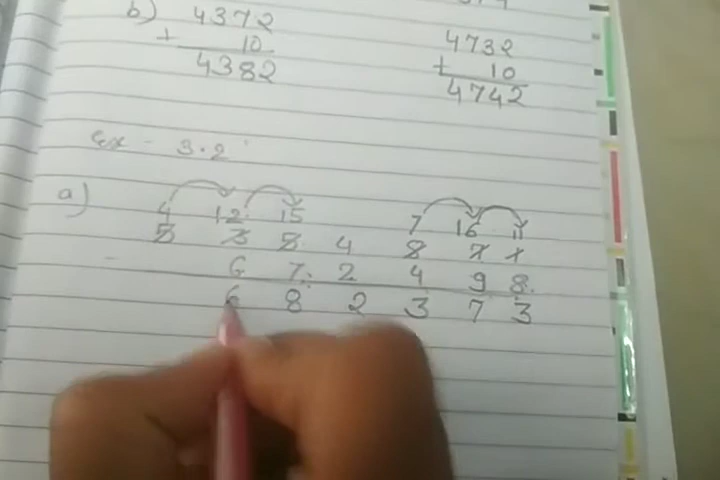 b) 4372 4732
+ 10 + 10
4382 4742
Ex - 3.2
a) 4 12 15 7 16 11
5 3 5 4 8 7 1
- 6 7 2 4 9 8
6 8 2 3 7 3